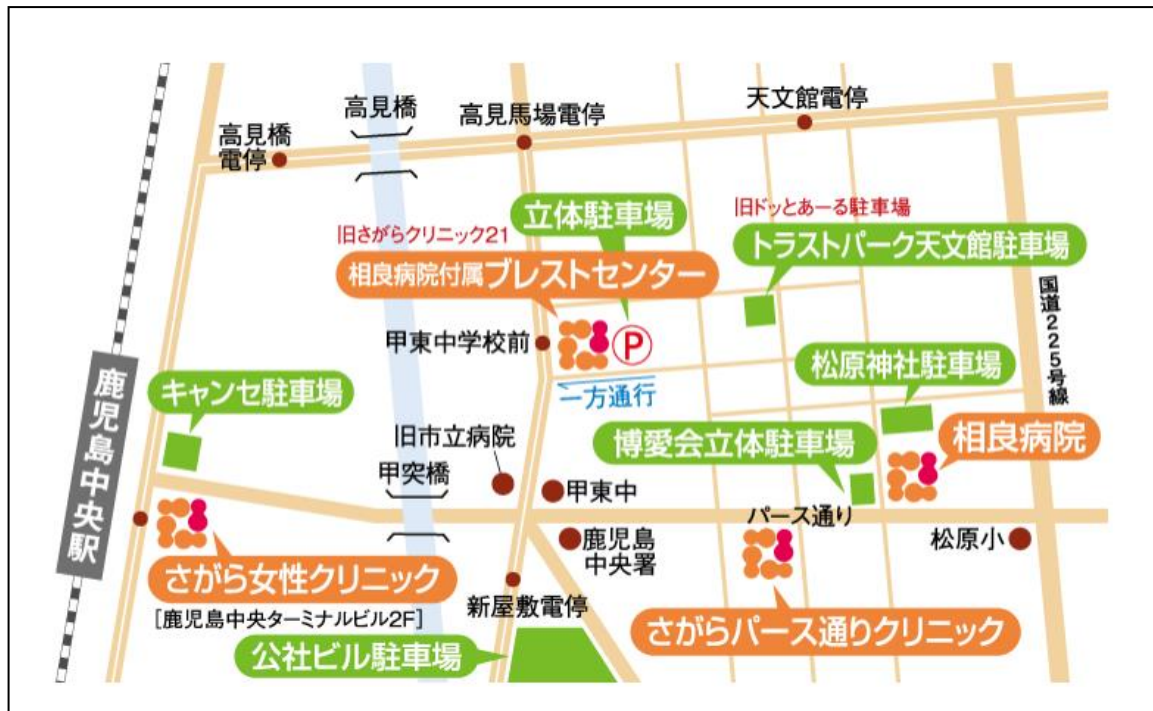 天文館電停
高見橋
高見馬場電停
高見橋
電停
立体駐車場
旧ドッとあーる駐車場
旧さがらクリニック21
トラストパーク天文館駐車場
相良病院付属ブレストセンター
国道225号線
甲東中学校前
P
鹿児島中央駅
キャンセ駐車場
一方通行
松原神社駐車場
旧市立病院
博愛会立体駐車場
相良病院
甲突橋
甲東中
パース通り
鹿児島
中央署
松原小
さがら女性クリニック
[鹿児島中央ターミナルビル2F]
新屋敷電停
さがらパース通りクリニック
公社ビル駐車場